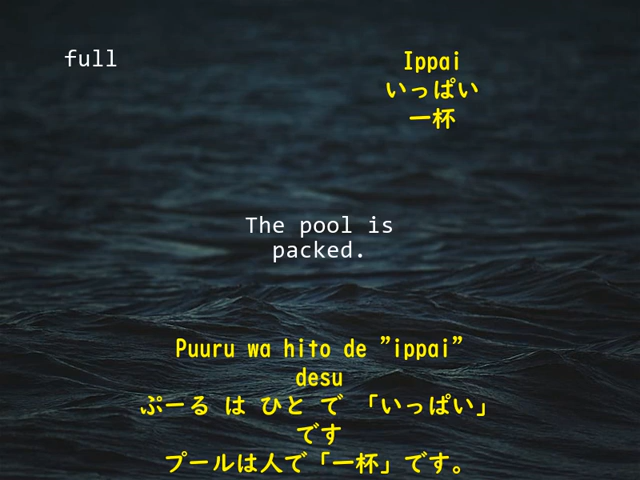 full
Ippai
いっぱい
一杯
The pool is
packed.
Puuru wa hito de ”ippai”
desu
ぷーる は ひと で 「いっぱい」
です
プールは人で「一杯」です。